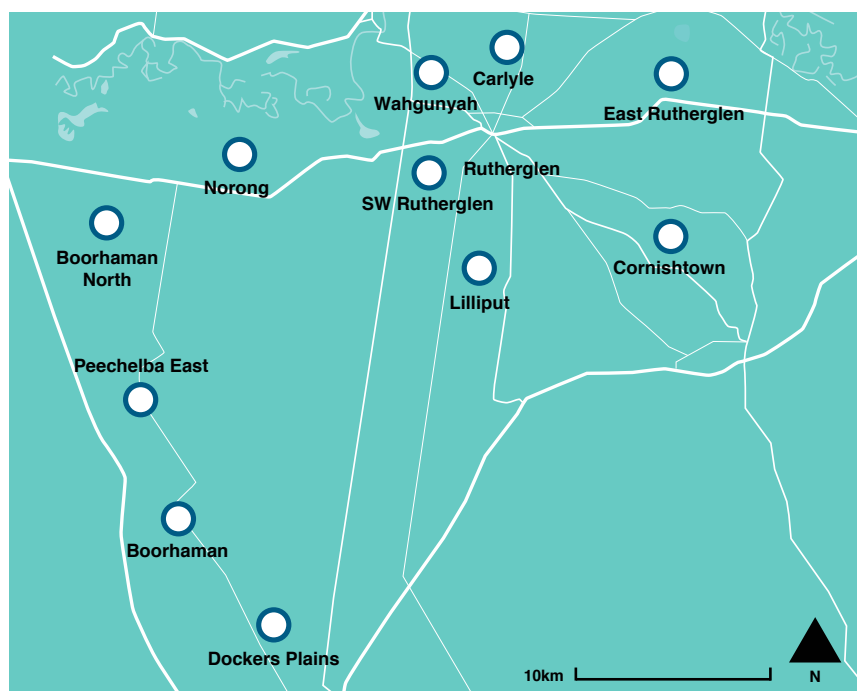 Carlyle
Wahgunyah
East Rutherglen
Rutherglen
Norong
SW Rutherglen
Boorhaman
North
Cornishtown
Lilliput
Peechelba East
Boorhaman
Dockers Plains
10km
N